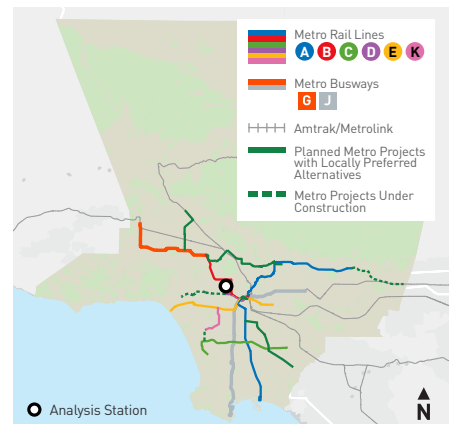 Metro Rail Lines
A B C D E K
Metro Busways
G J
Amtrak/Metrolink
Planned Metro Projects
with Locally Preferred
Alternatives
Metro Projects Under
Construction
Analysis Station
N